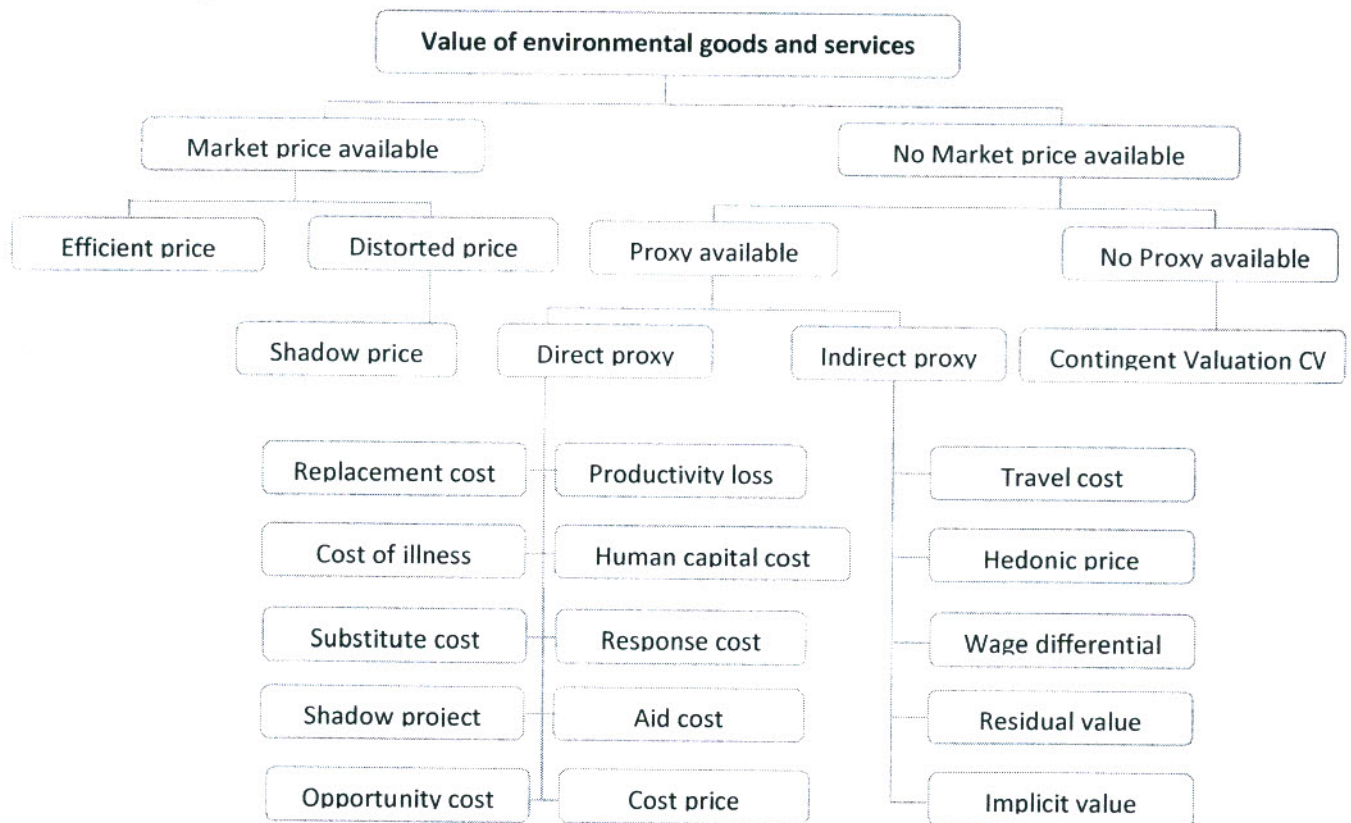 Value of environmental goods and services
Market price available
No Market price available
Efficient price
Distorted price
Proxy available
No Proxy available
Shadow price
Direct proxy
Indirect proxy
Contingent Valuation CV
Replacement cost
Productivity loss
Travel cost
Cost of illness
Human capital cost
Hedonic price
Substitute cost
Response cost
Wage differential
Shadow project
Aid cost
Residual value
Opportunity cost
Cost price
Implicit value